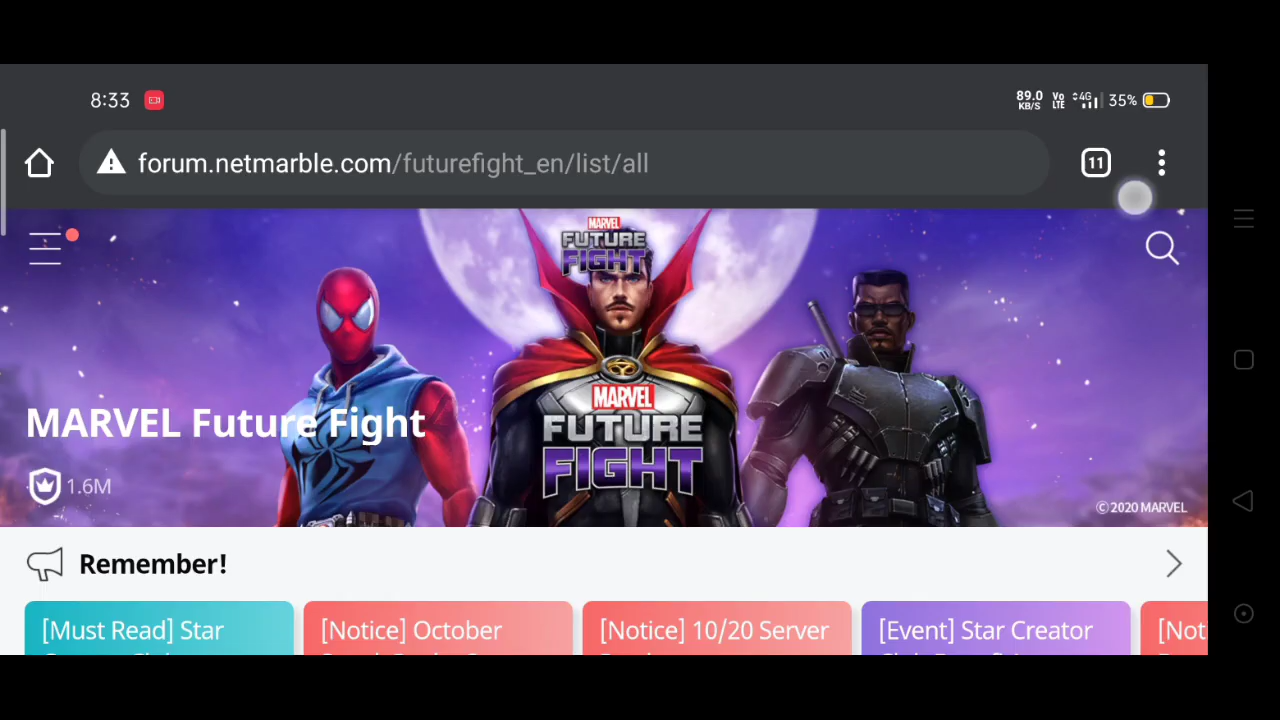 8:33
89.0 KB/S Vo LTE 4G 35%
forum.netmarble.com/futurefight_en/list/all
11
MARVEL
FUTURE
FIGHT
MARVEL
FUTURE
FIGHT
MARVEL Future Fight
1.6M
©2020 MARVEL
Remember!
[Must Read] Star
[Notice] October
[Notice] 10/20 Server
[Event] Star Creator
[Not